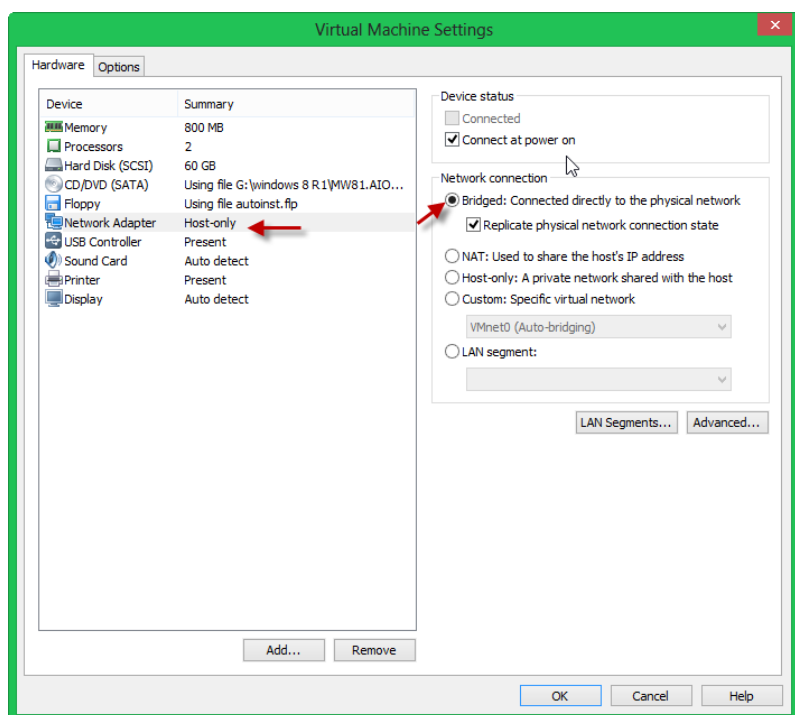 Virtual Machine Settings
Hardware Options
Device Summary
Memory 800 MB
Processors 2
Hard Disk (SCSI) 60 GB
CD/DVD (SATA) Using file G:\windows 8 R1\MW81.AIO...
Floppy Using file autoinst.flp
Network Adapter Host-only
USB Controller Present
Sound Card Auto detect
Printer Present
Display Auto detect
Add... Remove
Device status
Connected
Connect at power on
Network connection
Bridged: Connected directly to the physical network
Replicate physical network connection state
NAT: Used to share the host's IP address
Host-only: A private network shared with the host
Custom: Specific virtual network
VMnet0 (Auto-bridging)
LAN segment:
LAN Segments... Advanced...
OK Cancel Help